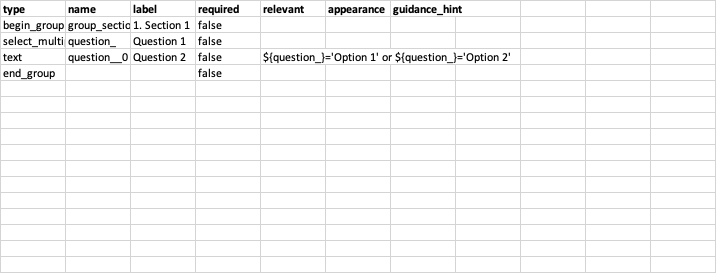 type name label required relevant appearance guidance_hint
begin_group group_sectio 1. Section 1 false
select_multi question_ Question 1 false
text question__0 Question 2 false ${question_}='Option 1' or ${question_}='Option 2'
end_group false